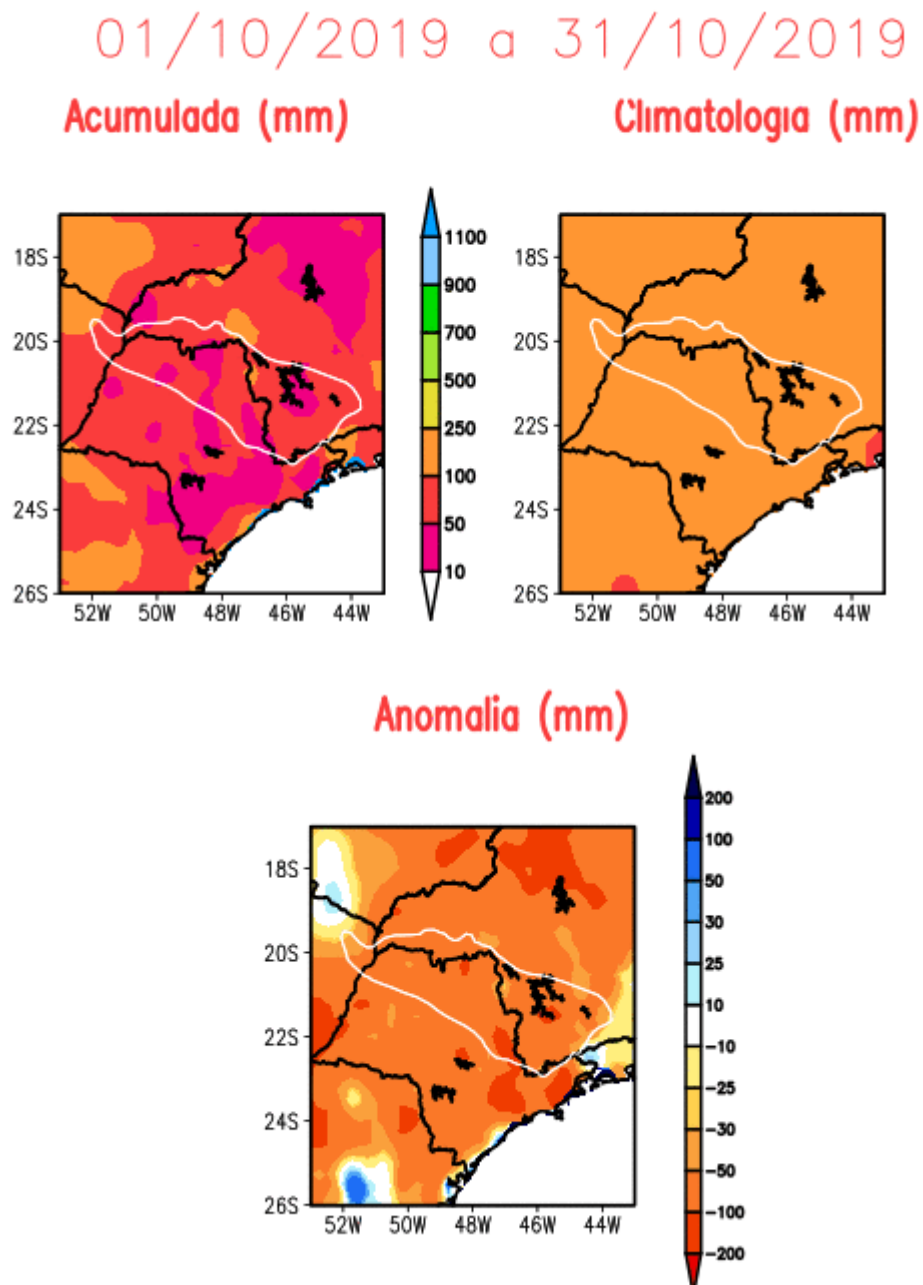 01/10/2019 a 31/10/2019
Acumulada (mm)
Climatologia (mm)
18S
20S
22S
24S
26S
52W 50W 48W 46W 44W
1100
900
700
500
250
100
50
10
18S
20S
22S
24S
26S
52W 50W 48W 46W 44W
Anomalia (mm)
18S
20S
22S
24S
26S
52W 50W 48W 46W 44W
200
100
50
30
25
10
-10
-25
-30
-50
-100
-200